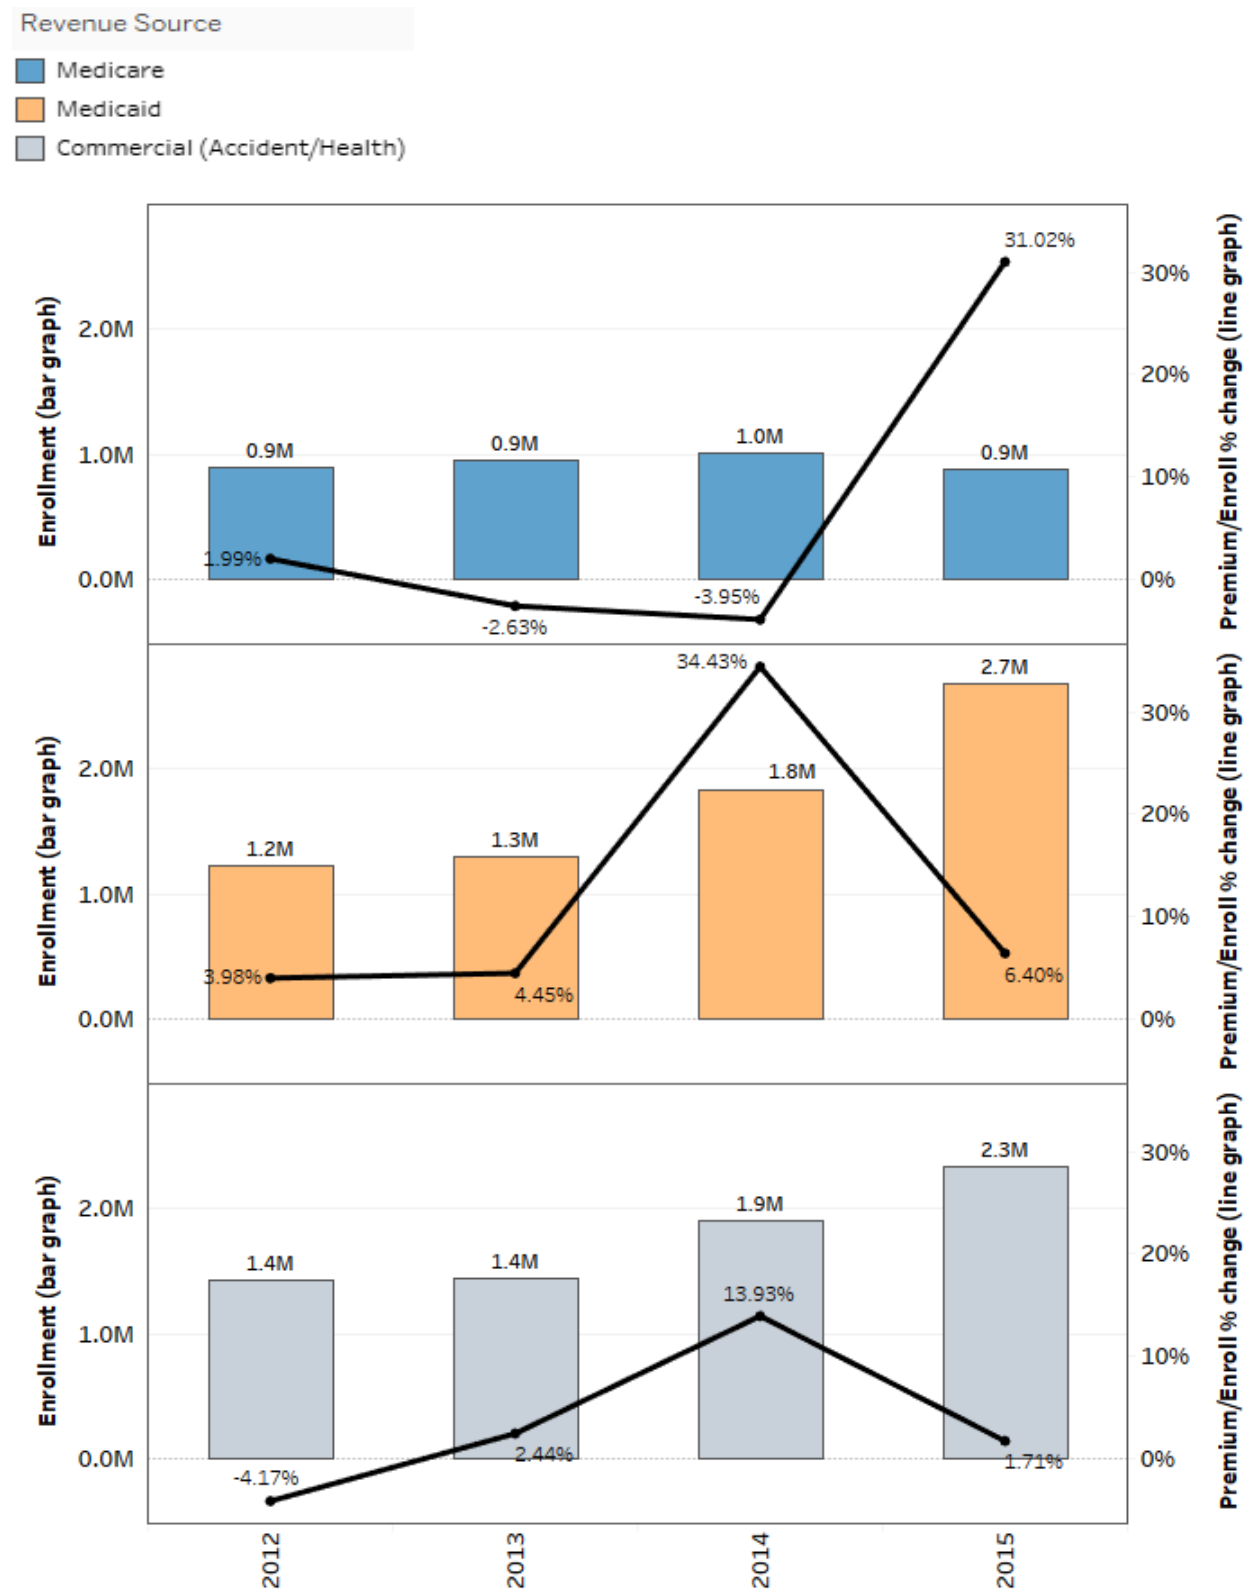 Revenue Source
Medicare
Medicaid
Commercial (Accident/Health)
Enrollment (bar graph)
2.0M
1.0M
0.0M
0.9M
0.9M
1.0M
0.9M
1.99%
-2.63%
-3.95%
31.02%
30%
20%
10%
0%
Premium/Enroll % change (line graph)
Enrollment (bar graph)
2.0M
1.0M
0.0M
1.2M
1.3M
1.8M
2.7M
3.98%
4.45%
34.43%
6.40%
30%
20%
10%
0%
Premium/Enroll % change (line graph)
Enrollment (bar graph)
2.0M
1.0M
0.0M
1.4M
1.4M
1.9M
2.3M
-4.17%
2.44%
13.93%
1.71%
30%
20%
10%
0%
Premium/Enroll % change (line graph)
2012
2013
2014
2015